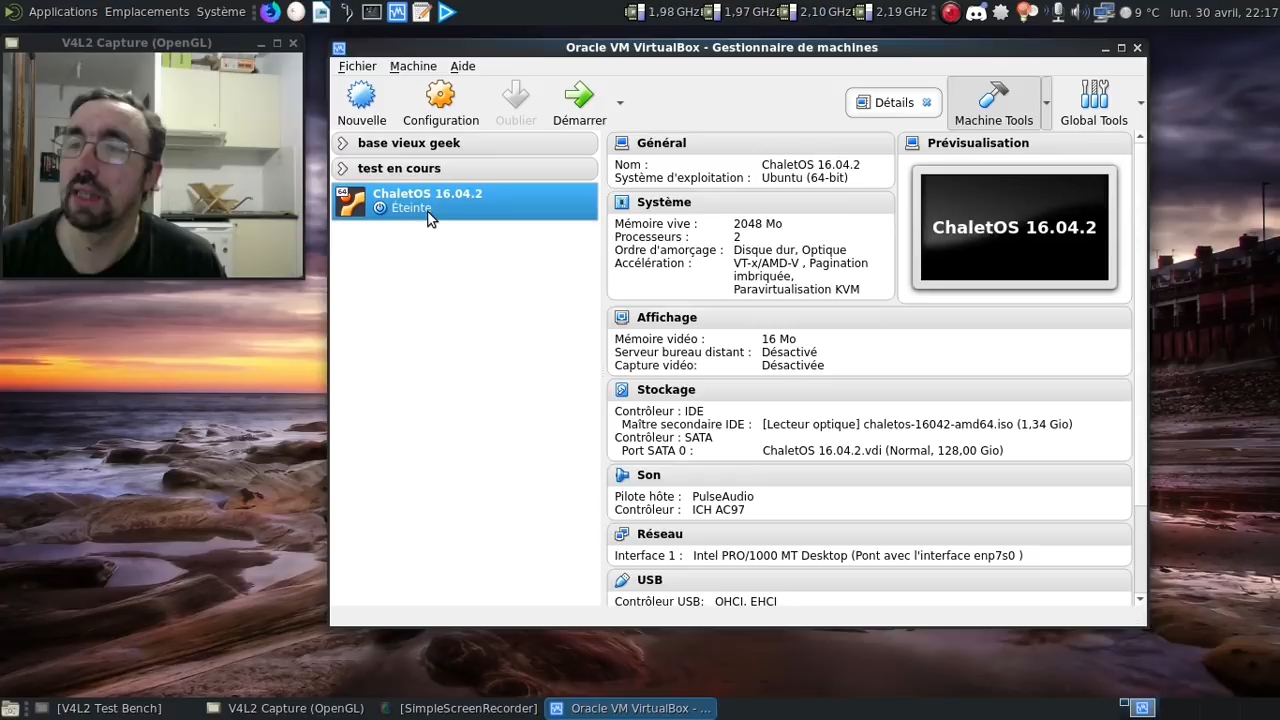 Applications Emplacements Système
1,98 GHz 1,97 GHz 2,10 GHz 2,19 GHz 9 °C lun. 30 avril, 22:17
V4L2 Capture (OpenGL)
Oracle VM VirtualBox - Gestionnaire de machines
Fichier Machine Aide
Nouvelle Configuration Oublier Démarrer
Détails
Machine Tools Global Tools
base vieux geek
test en cours
64
ChaletOS 16.04.2
Éteinte
Général
Nom : ChaletOS 16.04.2
Système d'exploitation : Ubuntu (64-bit)
Système
Mémoire vive : 2048 Mo
Processeurs : 2
Ordre d'amorçage : Disque dur, Optique
Accélération : VT-x/AMD-V , Pagination
imbriquée,
Paravirtualisation KVM
Prévisualisation
ChaletOS 16.04.2
Affichage
Mémoire vidéo : 16 Mo
Serveur bureau distant : Désactivé
Capture vidéo: Désactivée
Stockage
Contrôleur : IDE
Maître secondaire IDE : [Lecteur optique] chaletos-16042-amd64.iso (1,34 Gio)
Contrôleur : SATA
Port SATA 0 : ChaletOS 16.04.2.vdi (Normal, 128,00 Gio)
Son
Pilote hôte : PulseAudio
Contrôleur : ICH AC97
Réseau
Interface 1 : Intel PRO/1000 MT Desktop (Pont avec l'interface enp7s0 )
USB
Contrôleur USB: OHCI, EHCI
[V4L2 Test Bench] V4L2 Capture (OpenGL) [SimpleScreenRecorder] Oracle VM VirtualBox - ...